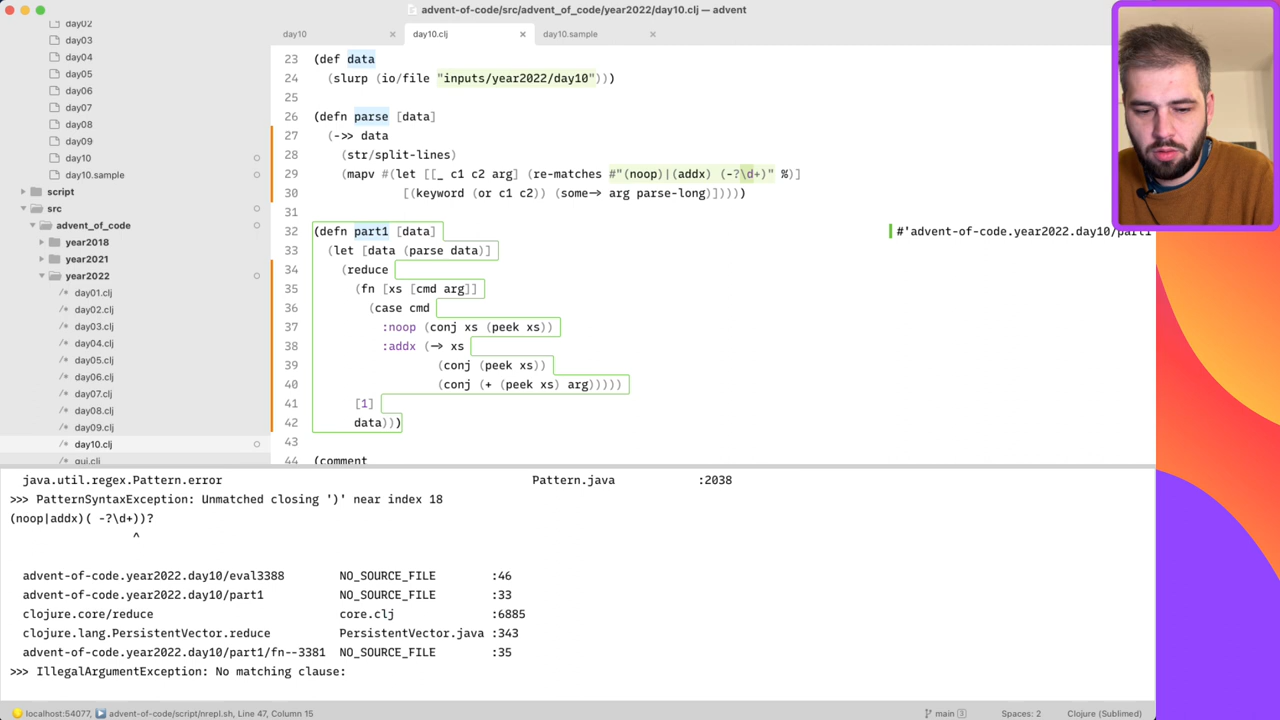 advent-of-code/src/advent_of_code/year2022/day10.clj — advent
day02
day03
day04
day05
day06
day07
day08
day09
day10
day10.sample
script
src
advent_of_code
year2018
year2021
year2022
day01.clj
day02.clj
day03.clj
day04.clj
day05.clj
day06.clj
day07.clj
day08.clj
day09.clj
day10.clj
gui.clj
day10
day10.clj
day10.sample
23 (def data
24 (slurp (io/file "inputs/year2022/day10")))
25
26 (defn parse [data]
27 (->> data
28 (str/split-lines)
29 (mapv #(let [[_ c1 c2 arg] (re-matches #"(noop)|(addx) (-?\d+)" %)]
30 [(keyword (or c1 c2)) (some-> arg parse-long)]))))
31
32 (defn part1 [data] #'advent-of-code.year2022.day10/part1
33 (let [data (parse data)]
34 (reduce
35 (fn [xs [cmd arg]]
36 (case cmd
37 :noop (conj xs (peek xs))
38 :addx (-> xs
39 (conj (peek xs))
40 (conj (+ (peek xs) arg)))))
41 [1]
42 data)))
43
44 (comment
java.util.regex.Pattern.error Pattern.java :2038
>>> PatternSyntaxException: Unmatched closing ')' near index 18
(noop|addx)( -?\d+))?
^
advent-of-code.year2022.day10/eval3388 NO_SOURCE_FILE :46
advent-of-code.year2022.day10/part1 NO_SOURCE_FILE :33
clojure.core/reduce core.clj :6885
clojure.lang.PersistentVector.reduce PersistentVector.java :343
advent-of-code.year2022.day10/part1/fn--3381 NO_SOURCE_FILE :35
>>> IllegalArgumentException: No matching clause:
localhost:54077, advent-of-code/script/nrepl.sh, Line 47, Column 15
main 3
Spaces: 2
Clojure (Sublimed)